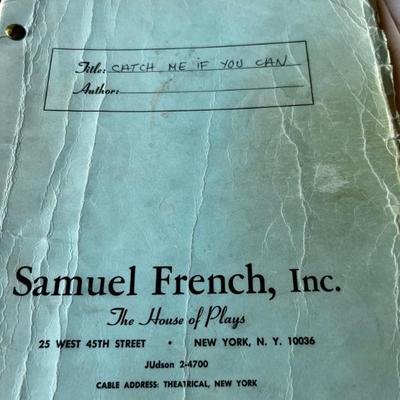 Title: CATCH ME IF YOU CAN
Author:
Samuel French, Inc.
The House of Plays
25 WEST 45TH STREET • NEW YORK, N. Y. 10036
JUdson 2-4700
CABLE ADDRESS: THEATRICAL, NEW YORK